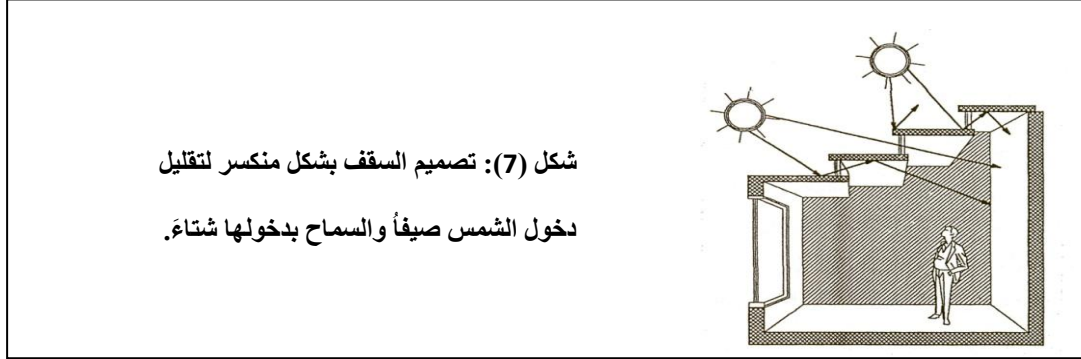 شكل (7): تصميم السقف بشكل منكسر لتقليل
دخول الشمس صيفاُ والسماح بدخولها شتاءَ.